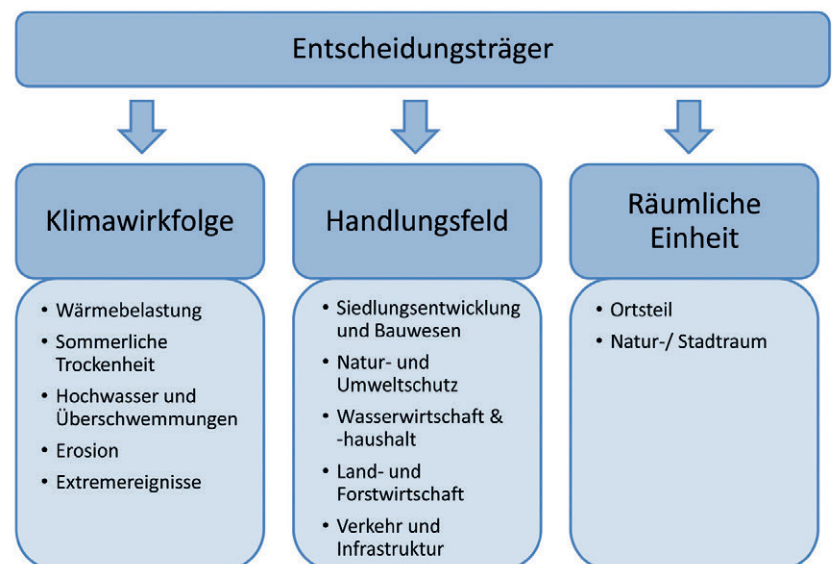 Entscheidungsträger
Klimawirkfolge
• Wärmebelastung
• Sommerliche
Trockenheit
• Hochwasser und
Überschwemmungen
• Erosion
• Extremereignisse
Handlungsfeld
• Siedlungsentwicklung
und Bauwesen
• Natur- und
Umweltschutz
• Wasserwirtschaft &
-haushalt
• Land- und
Forstwirtschaft
• Verkehr und
Infrastruktur
Räumliche
Einheit
• Ortsteil
• Natur-/ Stadtraum